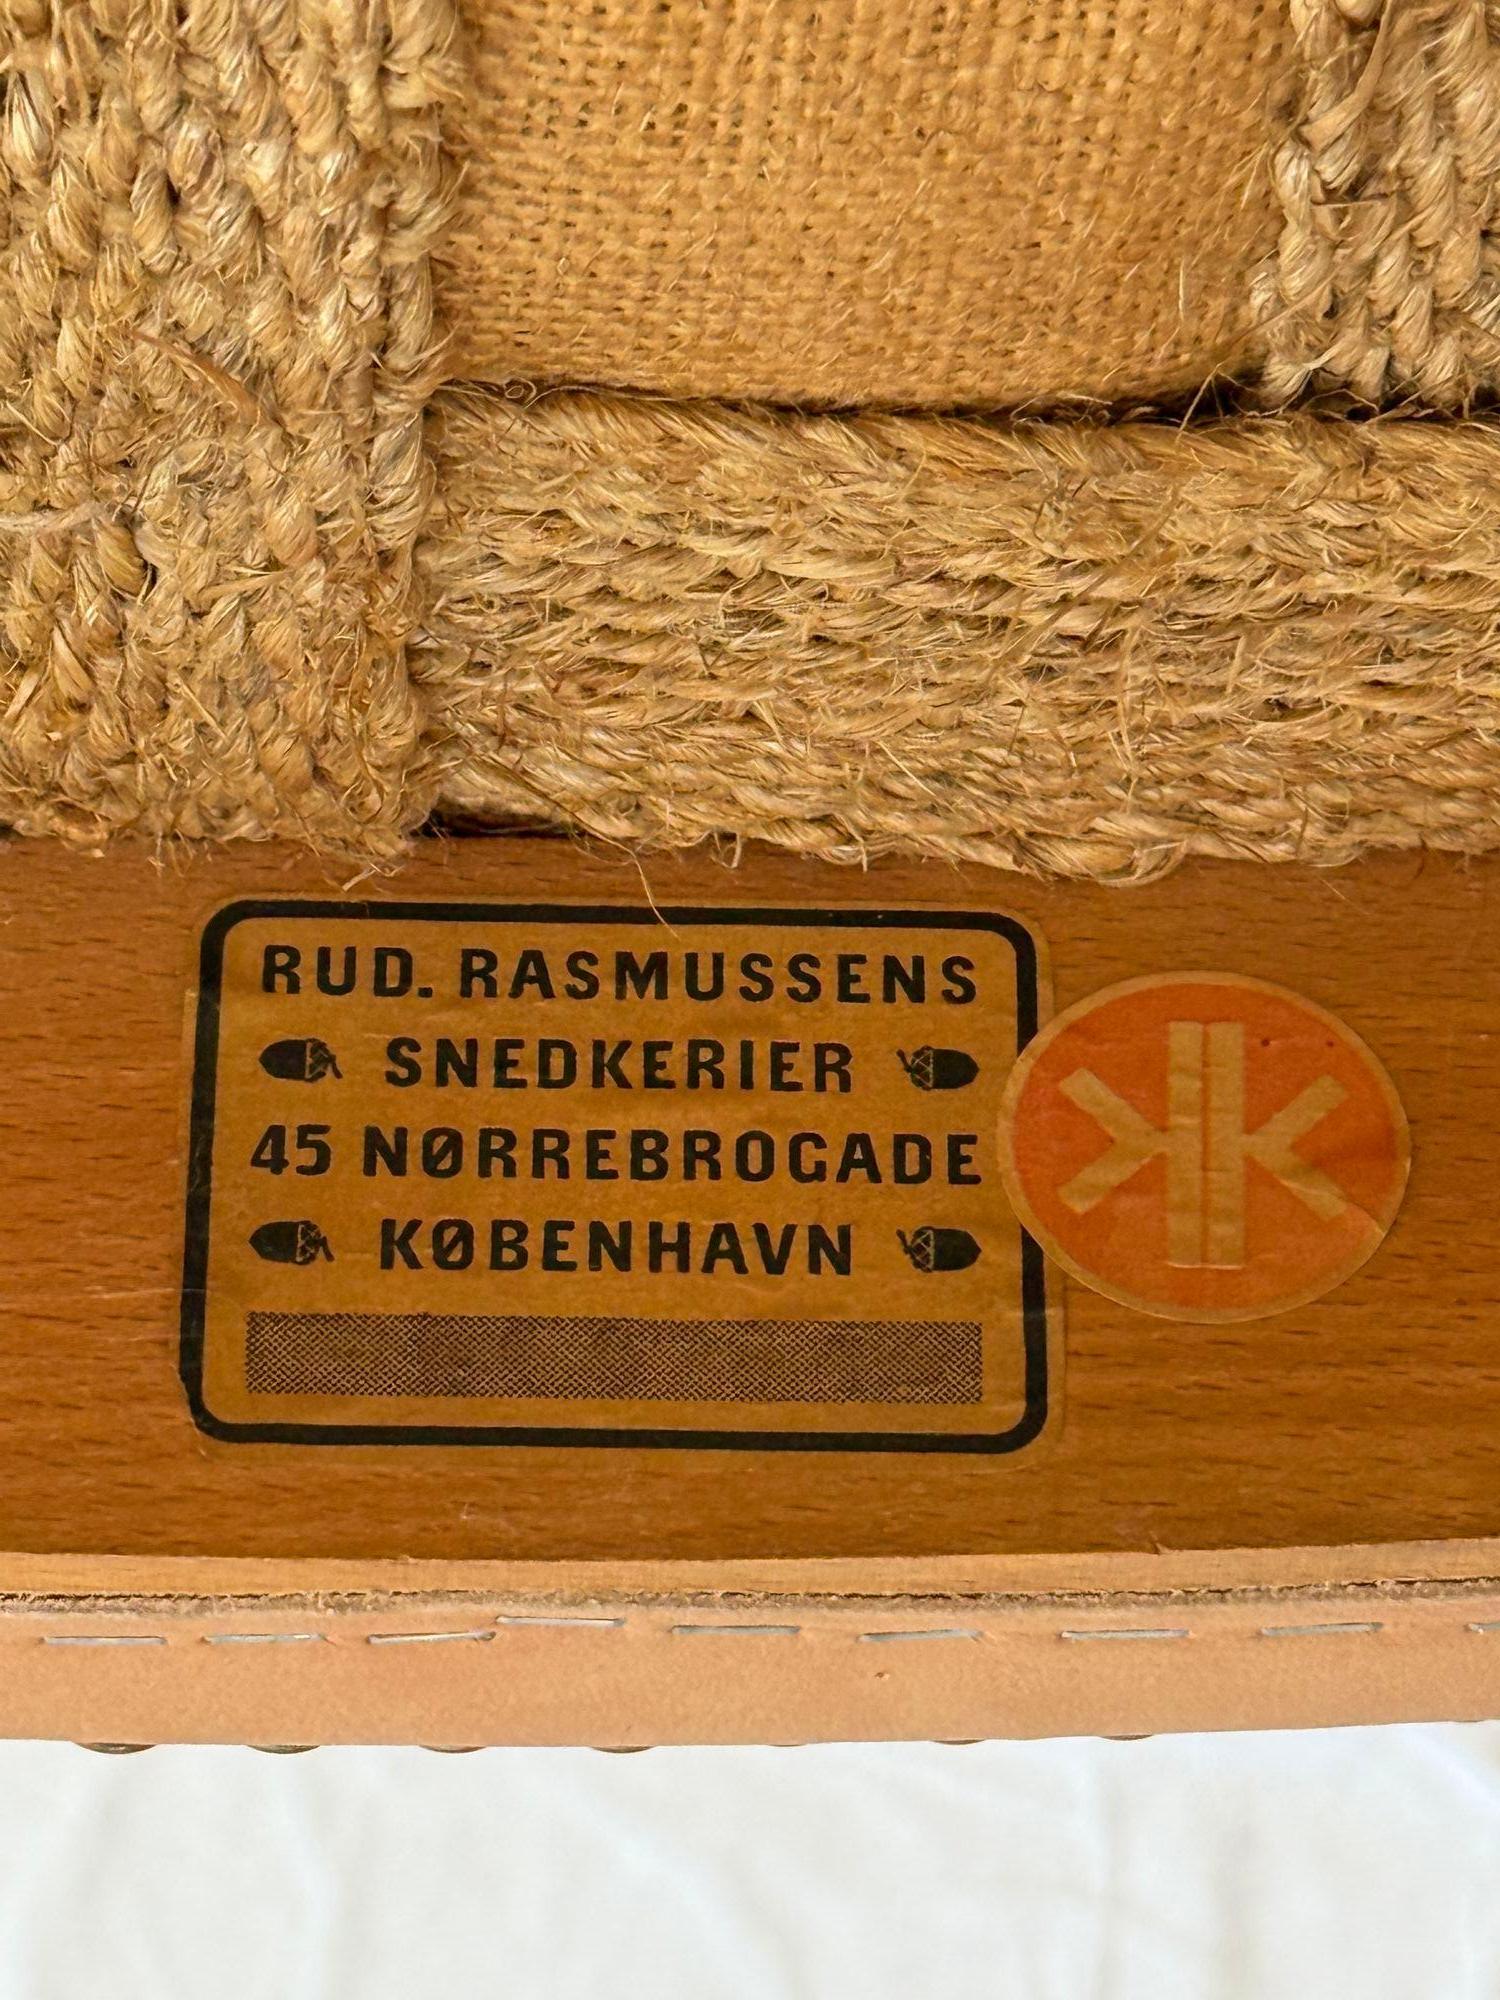 RUD. RASMUSSENS
SNEDKERIER
45 NØRREBROGADE
KØBENHAVN